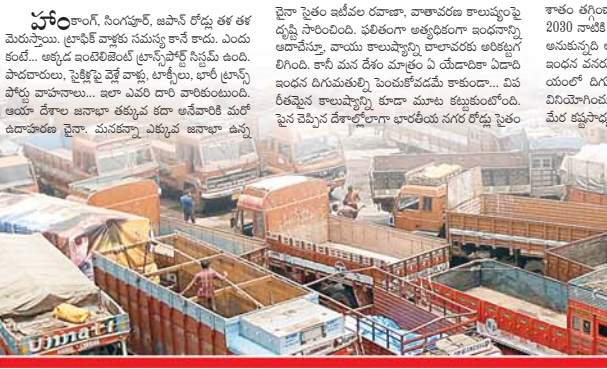 హాంకాంగ్, సింగపూర్, జపాన్ రోడ్లు తళ తళ
మెరుస్తాయి. ట్రాఫిక్ వాళ్లకు సమస్య కానే కాదు. ఎందు
కంటే... అక్కడ ఇంటెలిజెంట్ ట్రాన్స్‌పోర్ట్ సిస్టమ్ ఉంది.
పాదచారులు, సైక్లిళ్లపై వెళ్లే వాళ్లు, టాక్సీలు, భారీ ట్రాన్స్
పోర్టు వాహనాలు... ఇలా ఎవరి దారి వారికుంటుంది.
ఆయా దేశాల జనాభా తక్కువ కదా అనేవారికి మరో
ఉదాహరణ చైనా. మనకన్నా ఎక్కువ జనాభా ఉన్న
చైనా సైతం ఇటీవల రవాణా, వాతావరణ కాలుష్యంపై
దృష్టి సారించింది. ఫలితంగా అత్యధికంగా ఇంధనాన్ని
ఆదాచేస్తూ, వాయు కాలుష్యాన్ని చాలావరకు అరికట్టగ
లిగింది. కానీ మన దేశం మాత్రం ఏ యేడాదికా ఏడాది
ఇంధన దిగుమతుల్ని పెంచుకోవడమే కాకుండా... విప
రీతమైన కాలుష్యాన్ని కూడా మూట కట్టుకుంటోంది.
పైన చెప్పిన దేశాల్లోలాగా భారతీయ నగర రోడ్లు సైతం
శాతం తగ్గించ
2030 నాటికి
అనుకున్నది
ఇంధన వనరు
యంలో దిగు
వినియోగించు
మేర కష్టసాధ్య